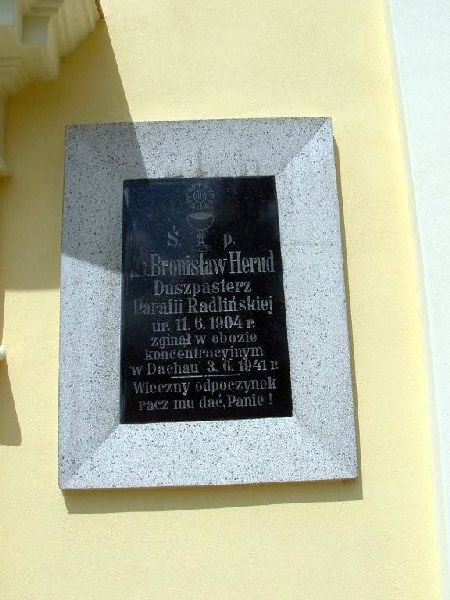 Ś. p.
Ks. Bronisław Herud
Duszpasterz
Parafii Radlińskiej
ur. 11. 6. 1904 r.
zginął w obozie
koncentracyjnym
w Dachau 3. 6. 1941 r.
Wieczny odpoczynek
racz mu dać, Panie !